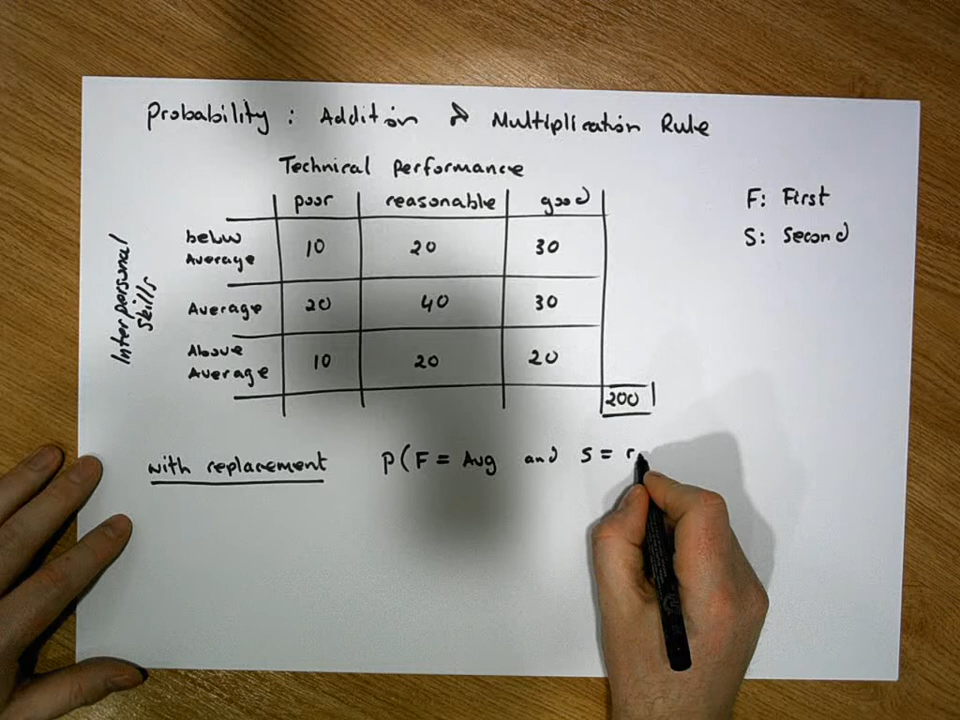 Probability : Addition & Multiplication Rule
Technical Performance
poor reasonable good
F: First
S: Second
Interpersonal Skills
below Average 10 20 30
Average 20 40 30
Above Average 10 20 20
200
with replacement P(F = Avg and S = r